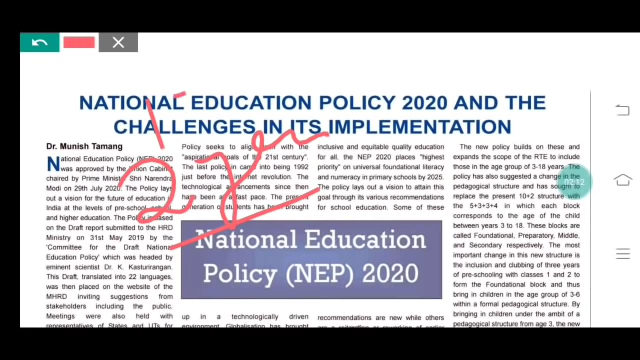 NATIONAL EDUCATION POLICY 2020 AND THE
CHALLENGES IN ITS IMPLEMENTATION
Dr. Munish Tamang
National Education Policy (NEP) 2020
was approved by the Union Cabinet
chaired by Prime Minister Shri Narendra
Modi on 29th July 2020. The Policy lays
out a vision for the future of education in
India at the levels of pre-school, school
and higher education. The Policy is based
on the Draft report submitted to the HRD
Ministry on 31st May 2019 by the
'Committee for the Draft National
Education Policy' which was headed by
eminent scientist Dr. K. Kasturirangan.
This Draft, translated into 22 languages,
was then placed on the website of the
MHRD inviting suggestions from
stakeholders including the public.
Meetings were also held with
representatives of States and UTs for
Policy seeks to align with the
"aspirational goals of the 21st century".
The last policy in came into being 1992
just before the internet revolution. The
technological advancements since then
have been at fast pace. The present
generation of students has been brought
National Education
Policy (NEP) 2020
up in a technologically driven
environment. Globalisation has brought
inclusive and equitable quality education
for all, the NEP 2020 places "highest
priority" on universal foundational literacy
and numeracy in primary schools by 2025.
The policy lays out a vision to attain this
goal through its various recommendations
for school education. Some of these
recommendations are new while others
The new policy builds on these and
expands the scope of the RTE to include
those in the age group of 3-18 years. The
policy has also suggested a change in the
pedagogical structure and has sought to
replace the present 10+2 structure with
the 5+3+3+4 in which each block
corresponds to the age of the child
between years 3 to 18. These blocks are
called Foundational, Preparatory, Middle,
and Secondary respectively. The most
important change in this new structure is
the inclusion and clubbing of three years
of pre-schooling with classes 1 and 2 to
form the Foundational block and thus
bring in children in the age group of 3-6
within a formal pedagogical structure. By
bringing in children under the ambit of a
pedagogical structure from age 3, the new